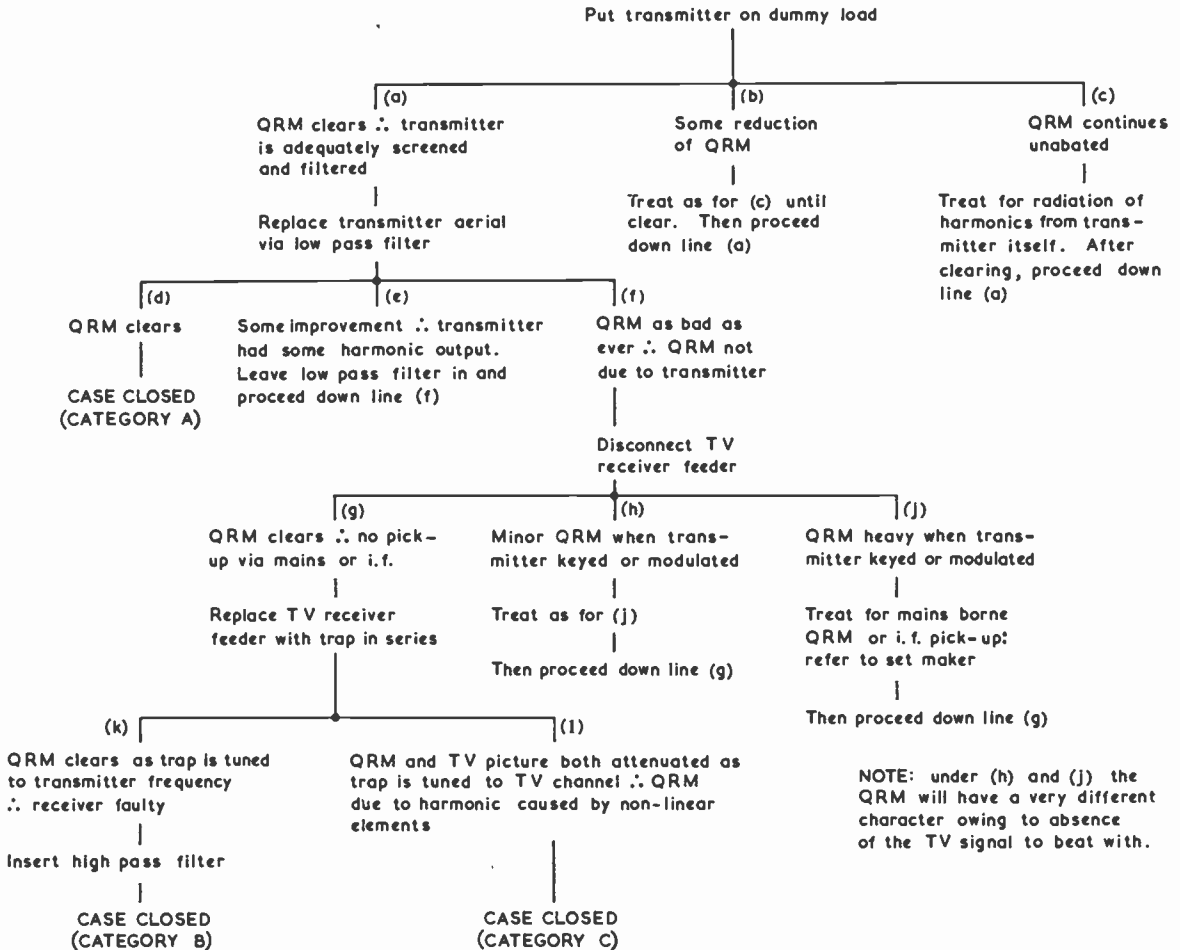 Put transmitter on dummy load
(a)
QRM clears ∴ transmitter
is adequately screened
and filtered
Replace transmitter aerial
via low pass filter
(b)
Some reduction
of QRM
Treat as for (c) until
clear. Then proceed
down line (a)
(c)
QRM continues
unabated
Treat for radiation of
harmonics from trans-
mitter itself. After
clearing, proceed down
line (a)
(d)
QRM clears
CASE CLOSED
(CATEGORY A)
(e)
Some improvement ∴ transmitter
had some harmonic output.
Leave low pass filter in and
proceed down line (f)
(f)
QRM as bad as
ever ∴ QRM not
due to transmitter
Disconnect TV
receiver feeder
(g)
QRM clears ∴ no pick-
up via mains or i.f.
Replace TV receiver
feeder with trap in series
(h)
Minor QRM when trans-
mitter keyed or modulated
Treat as for (j)
Then proceed down line (g)
(j)
QRM heavy when trans-
mitter keyed or modulated
Treat for mains borne
QRM or i.f. pick-up:
refer to set maker
Then proceed down line (g)
(k)
QRM clears as trap is tuned
to transmitter frequency
∴ receiver faulty
Insert high pass filter
CASE CLOSED
(CATEGORY B)
(l)
QRM and TV picture both attenuated as
trap is tuned to TV channel ∴ QRM
due to harmonic caused by non-linear
elements
CASE CLOSED
(CATEGORY C)
NOTE: under (h) and (j) the
QRM will have a very different
character owing to absence
of the TV signal to beat with.